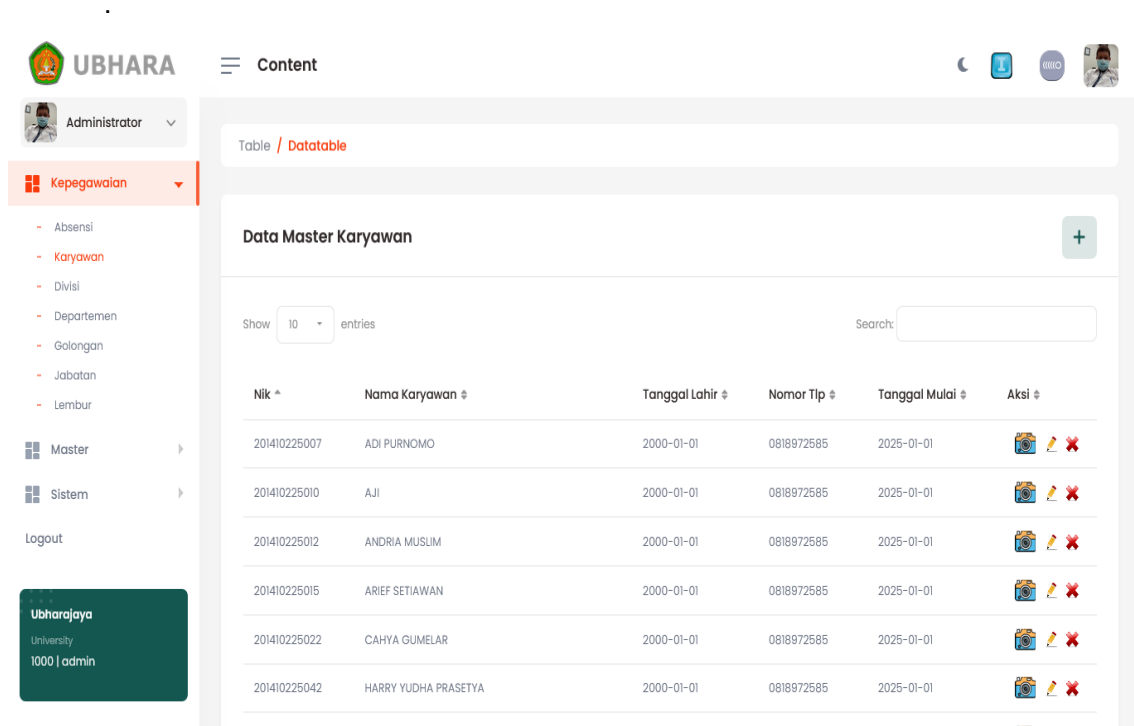 UBHARA
Content
Administrator
Table / Datatable
Kepegawaian
- Absensi
- Karyawan
- Divisi
- Departemen
- Golongan
- Jabatan
- Lembur
Master
Sistem
Logout
Ubharajaya
University
1000 | admin
Data Master Karyawan
+
Show 10 entries
Search:
Nik Nama Karyawan Tanggal Lahir Nomor Tlp Tanggal Mulai Aksi
201410225007 ADI PURNOMO 2000-01-01 0818972585 2025-01-01
201410225010 AJI 2000-01-01 0818972585 2025-01-01
201410225012 ANDRIA MUSLIM 2000-01-01 0818972585 2025-01-01
201410225015 ARIEF SETIAWAN 2000-01-01 0818972585 2025-01-01
201410225022 CAHYA GUMELAR 2000-01-01 0818972585 2025-01-01
201410225042 HARRY YUDHA PRASETYA 2000-01-01 0818972585 2025-01-01